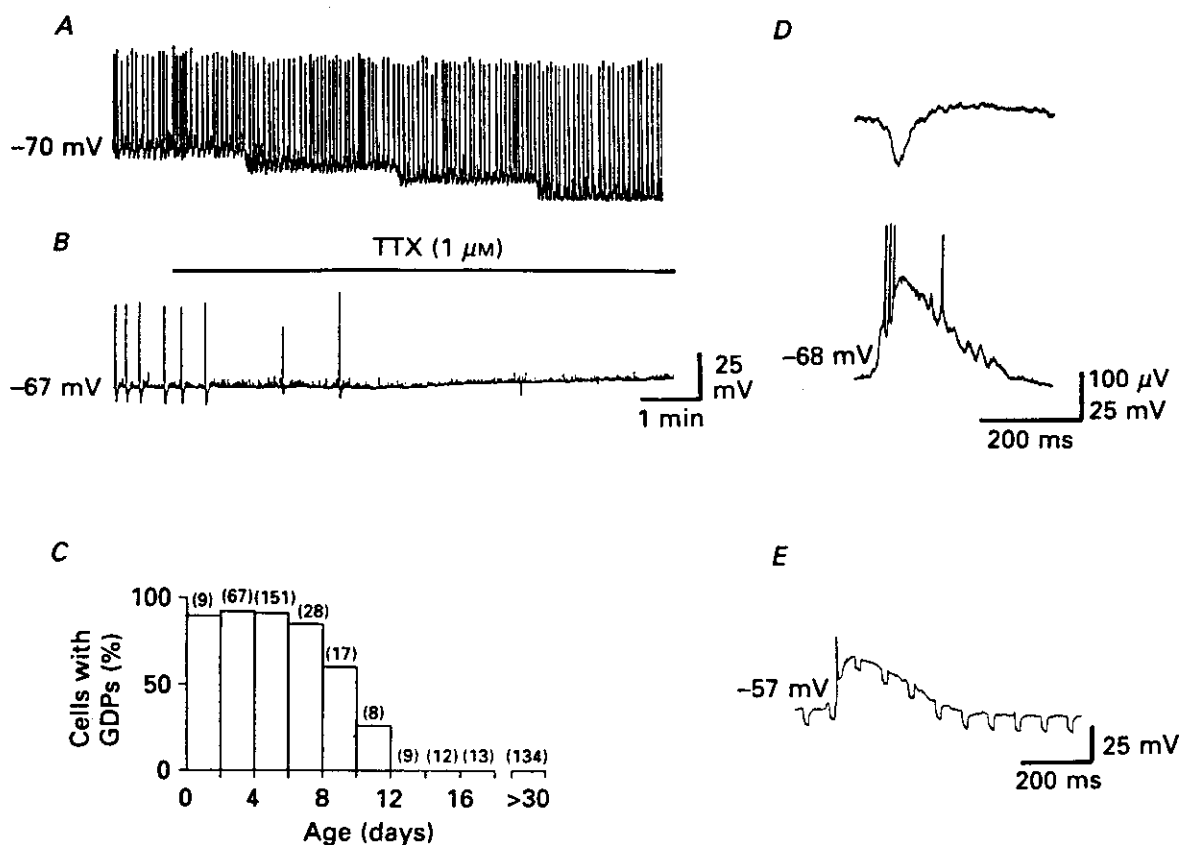 A
−70 mV
B
TTX (1 μM)
−67 mV
25
mV
1 min
C
100
50
0
Cells with
GDPs (%)
(9)
(67)
(151)
(28)
(17)
(8)
(9)
(12)
(13)
(134)
0
4
8
12
16
>30
Age (days)
D
−68 mV
100 μV
25 mV
200 ms
E
−57 mV
25 mV
200 ms